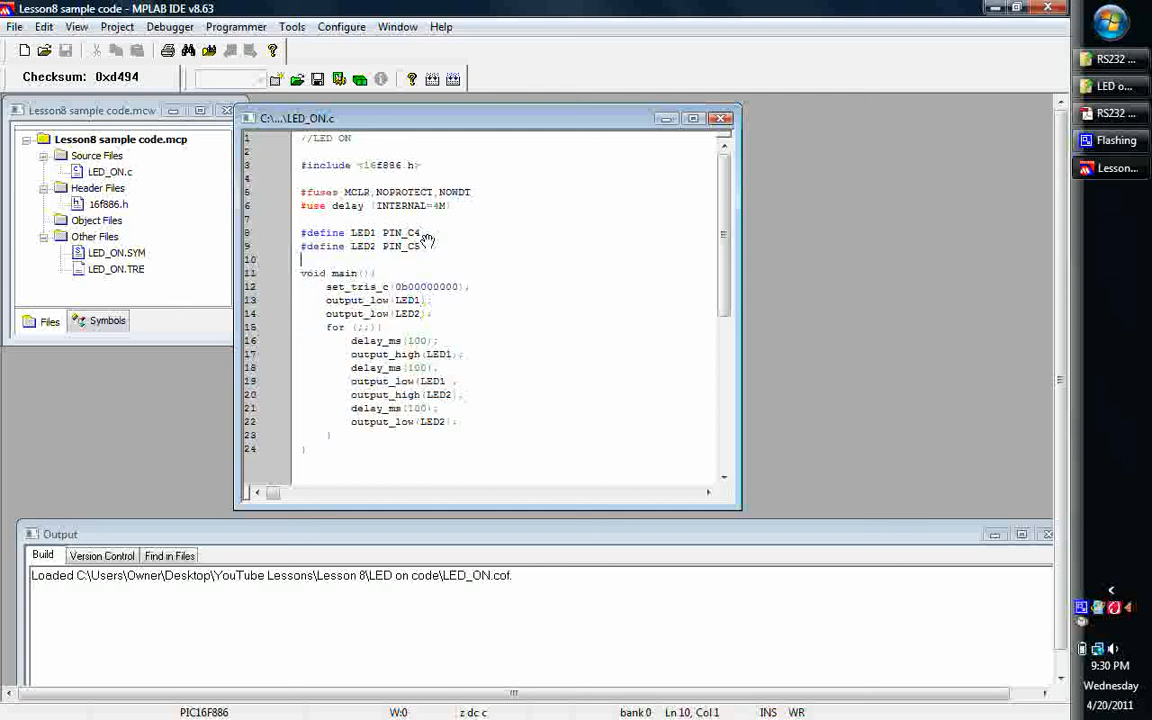 Lesson8 sample code - MPLAB IDE v8.63
File Edit View Project Debugger Programmer Tools Configure Window Help
Checksum: 0xd494
Lesson8 sample code.mcw
Lesson8 sample code.mcp
Source Files
LED_ON.c
Header Files
16f886.h
Object Files
Other Files
LED_ON.SYM
LED_ON.TRE
Files Symbols
C:\...\LED_ON.c
1 //LED ON
2
3 #include <16f886.h>
4
5 #fuses MCLR,NOPROTECT,NOWDT
6 #use delay (INTERNAL=4M)
7
8 #define LED1 PIN_C4
9 #define LED2 PIN_C5
10
11 void main(){
12 set_tris_c(0b00000000);
13 output_low(LED1);
14 output_low(LED2);
15 for (;;){
16 delay_ms(100);
17 output_high(LED1);
18 delay_ms(100);
19 output_low(LED1);
20 output_high(LED2);
21 delay_ms(100);
22 output_low(LED2);
23 }
24 }
Output
Build Version Control Find in Files
Loaded C:\Users\Owner\Desktop\YouTube Lessons\Lesson 8\LED on code\LED_ON.cof.
PIC16F886 W:0 z dc c bank 0 Ln 10, Col 1 INS WR
RS232 ...
LED o...
RS232 ...
Flashing
Lesson...
9:30 PM
Wednesday
4/20/2011